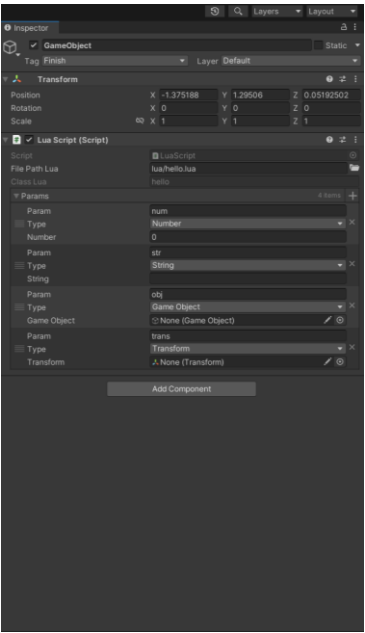 Layers Layout
Inspector
GameObject Static
Tag Finish Layer Default
Transform
Position X -1.375188 Y 1.29506 Z 0.05192502
Rotation X 0 Y 0 Z 0
Scale X 1 Y 1 Z 1
Lua Script (Script)
Script LuaScript
File Path Lua lua/hello.lua
Class Lua hello
Params 4 items
Param num
Type Number
Number 0
Param str
Type String
String
Param obj
Type Game Object
Game Object None (Game Object)
Param trans
Type Transform
Transform None (Transform)
Add Component